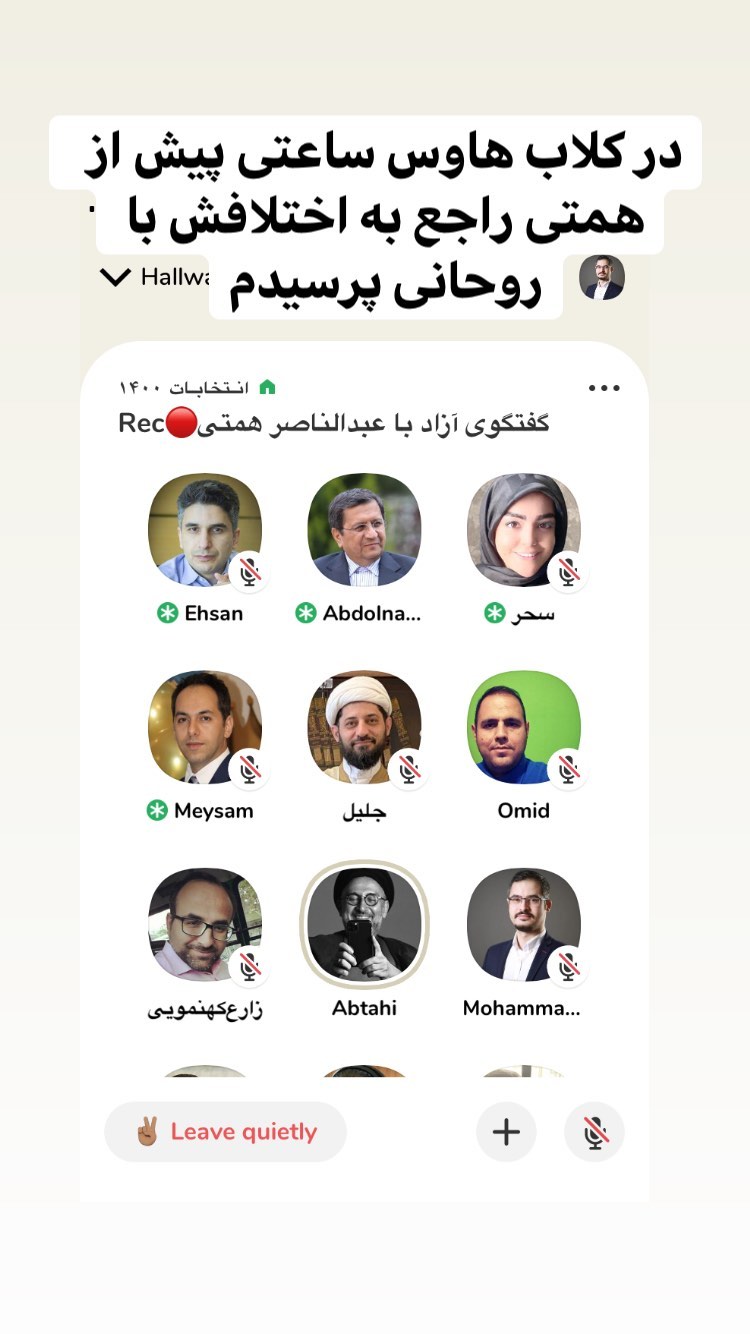 در کلاب هاوس ساعتی پیش از
همتی راجع به اختلافش با
روحانی پرسیدم
Hallwa
انتخابات ۱۴۰۰
گفتگوی آزاد با عبدالناصر همتی🔴Rec
Ehsan
Abdolna...
سحر
Meysam
جلیل
Omid
زارع‌کهنمویی
Abtahi
Mohamma...
✌🏽 Leave quietly